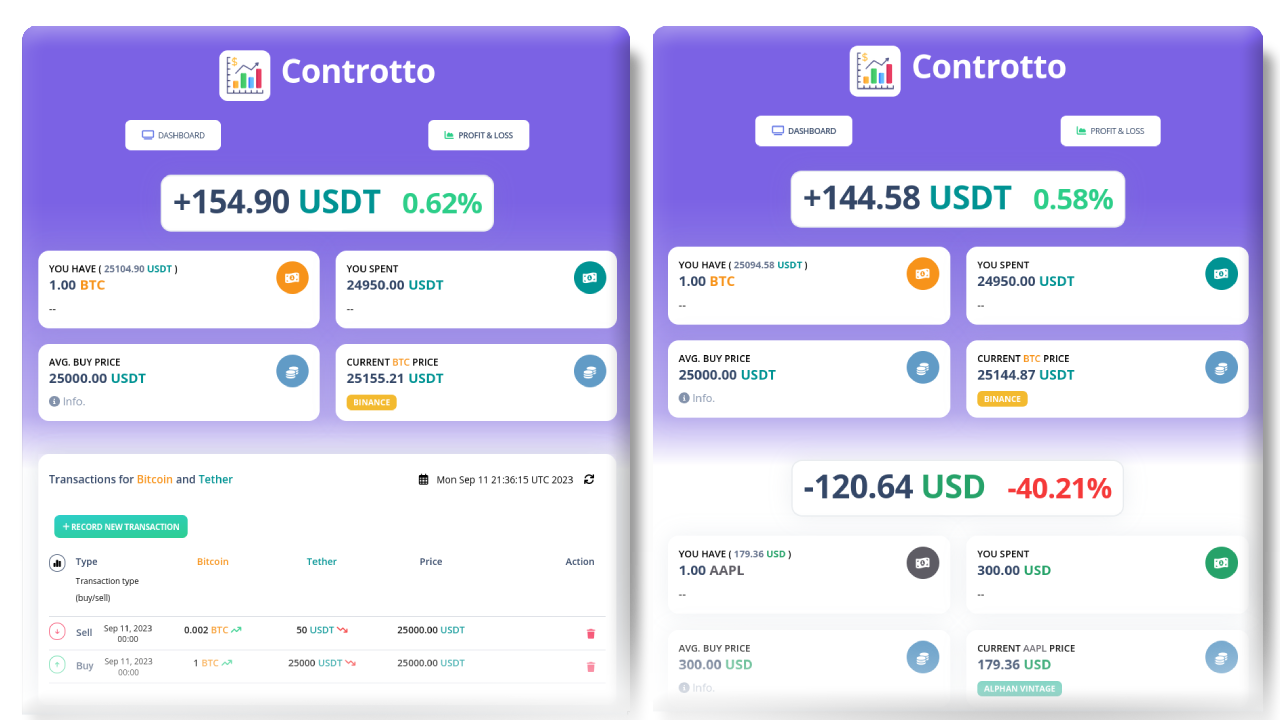 Controtto
DASHBOARD
PROFIT & LOSS
+154.90 USDT 0.62%
YOU HAVE ( 25104.90 USDT )
1.00 BTC
--
YOU SPENT
24950.00 USDT
--
AVG. BUY PRICE
25000.00 USDT
Info.
CURRENT BTC PRICE
25155.21 USDT
BINANCE
Transactions for Bitcoin and Tether
Mon Sep 11 21:36:15 UTC 2023
+ RECORD NEW TRANSACTION
Type Bitcoin Tether Price Action
Transaction type
(buy/sell)
Sell Sep 11, 2023 0.002 BTC 50 USDT 25000.00 USDT
00:00
Buy Sep 11, 2023 1 BTC 25000 USDT 25000.00 USDT
00:00
Controtto
DASHBOARD
PROFIT & LOSS
+144.58 USDT 0.58%
YOU HAVE ( 25094.58 USDT )
1.00 BTC
--
YOU SPENT
24950.00 USDT
--
AVG. BUY PRICE
25000.00 USDT
Info.
CURRENT BTC PRICE
25144.87 USDT
BINANCE
-120.64 USD -40.21%
YOU HAVE ( 179.36 USD )
1.00 AAPL
--
YOU SPENT
300.00 USD
--
AVG. BUY PRICE
300.00 USD
Info.
CURRENT AAPL PRICE
179.36 USD
ALPHAN VINTAGE